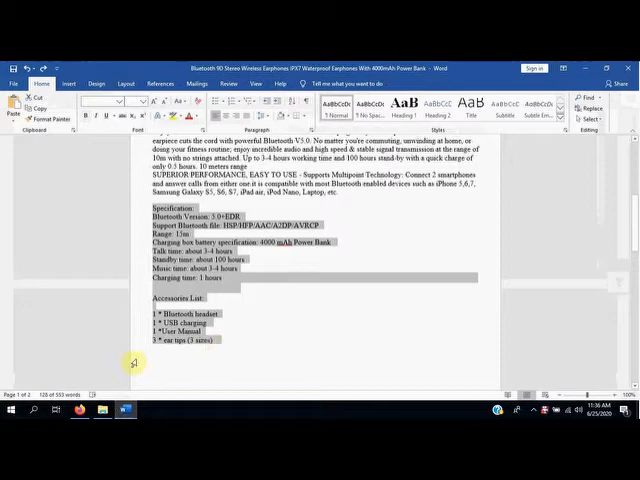 Bluetooth 9D Stereo Wireless Earphones IPX7 Waterproof Earphones With 4000mAh Power Bank - Word
Sign in
File Home Insert Design Layout References Mailings Review View Help Tell me what you want to do
Paste
Cut
Copy
Format Painter
Clipboard
Font
Paragraph
AaBbCcDc AaBbCcDc AaBb AaBbCc AaB AaBbCc
¶ Normal ¶ No Spac... Heading 1 Heading 2 Title Subtitle
Styles
Find
Replace
Select
Editing
earpiece cuts the cord with powerful Bluetooth V5.0. No matter you're commuting, unwinding at home, or
doing your fitness routine; enjoy incredible audio and high speed & stable signal transmission at the range of
10m with no strings attached. Up to 3-4 hours working time and 100 hours stand-by with a quick charge of
only 0.5 hours. 10 meters range
SUPERIOR PERFORMANCE, EASY TO USE - Supports Multipoint Technology: Connect 2 smartphones
and answer calls from either one.it is compatible with most Bluetooth enabled devices such as iPhone 5,6,7,
Samsung Galaxy S5, S6, S7, iPad air, iPod Nano, Laptop, etc.
Specification:
Bluetooth Version: 5.0+EDR
Support Bluetooth file: HSP/HFP/AAC/A2DP/AVRCP
Range: 15m
Charging box battery specification: 4000 mAh Power Bank
Talk time: about 3-4 hours
Standby time: about 100 hours
Music time: about 3-4 hours
Charging time: 1 hours
Accessories List:
1 * Bluetooth headset
1 * USB charging
1 *User Manual
3 * ear tips (3 sizes)
Page 1 of 2 128 of 553 words
100%
11:36 AM
6/25/2020